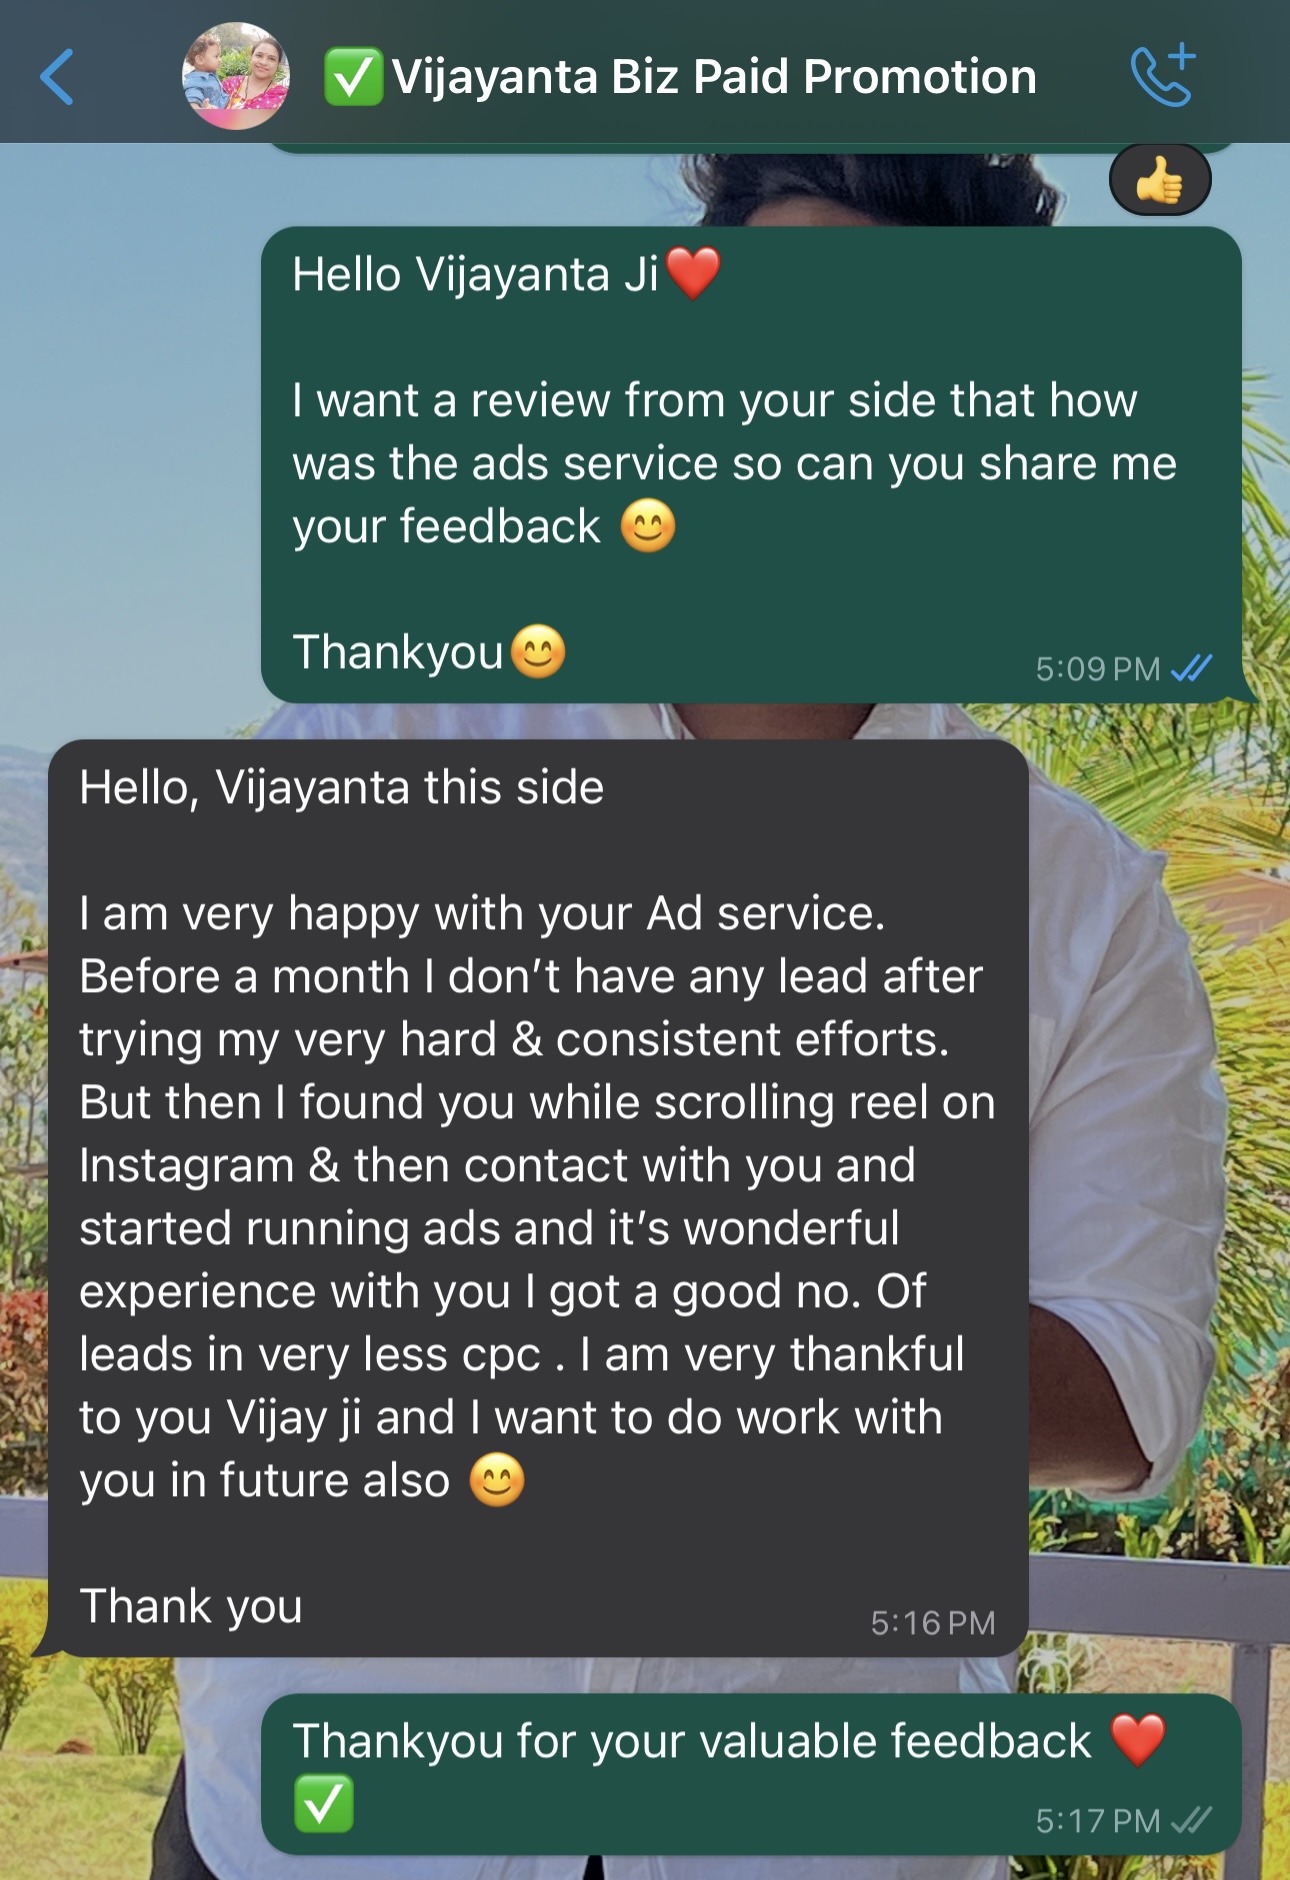 ✅Vijayanta Biz Paid Promotion
👍
Hello Vijayanta Ji❤️
I want a review from your side that how
was the ads service so can you share me
your feedback 😊
Thankyou😊
5:09 PM
Hello, Vijayanta this side
I am very happy with your Ad service.
Before a month I don’t have any lead after
trying my very hard & consistent efforts.
But then I found you while scrolling reel on
Instagram & then contact with you and
started running ads and it’s wonderful
experience with you I got a good no. Of
leads in very less cpc . I am very thankful
to you Vijay ji and I want to do work with
you in future also 😊
Thank you
5:16 PM
Thankyou for your valuable feedback ❤️
✅
5:17 PM